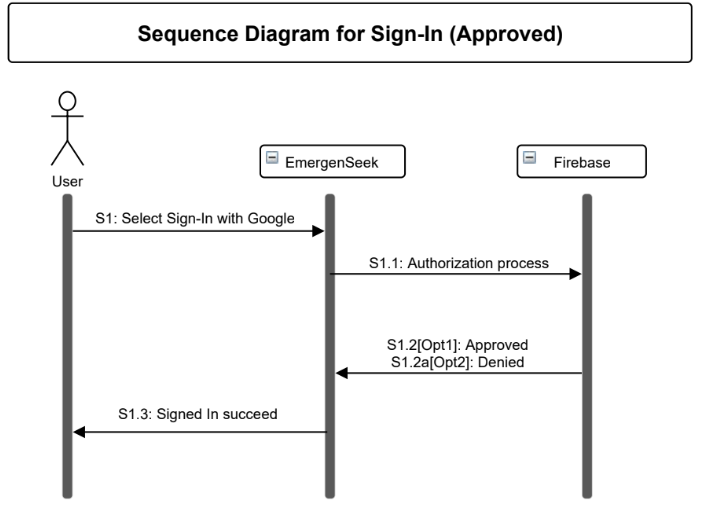 Sequence Diagram for Sign-In (Approved)
User
EmergenSeek
Firebase
S1: Select Sign-In with Google
S1.1: Authorization process
S1.2[Opt1]: Approved
S1.2a[Opt2]: Denied
S1.3: Signed In succeed